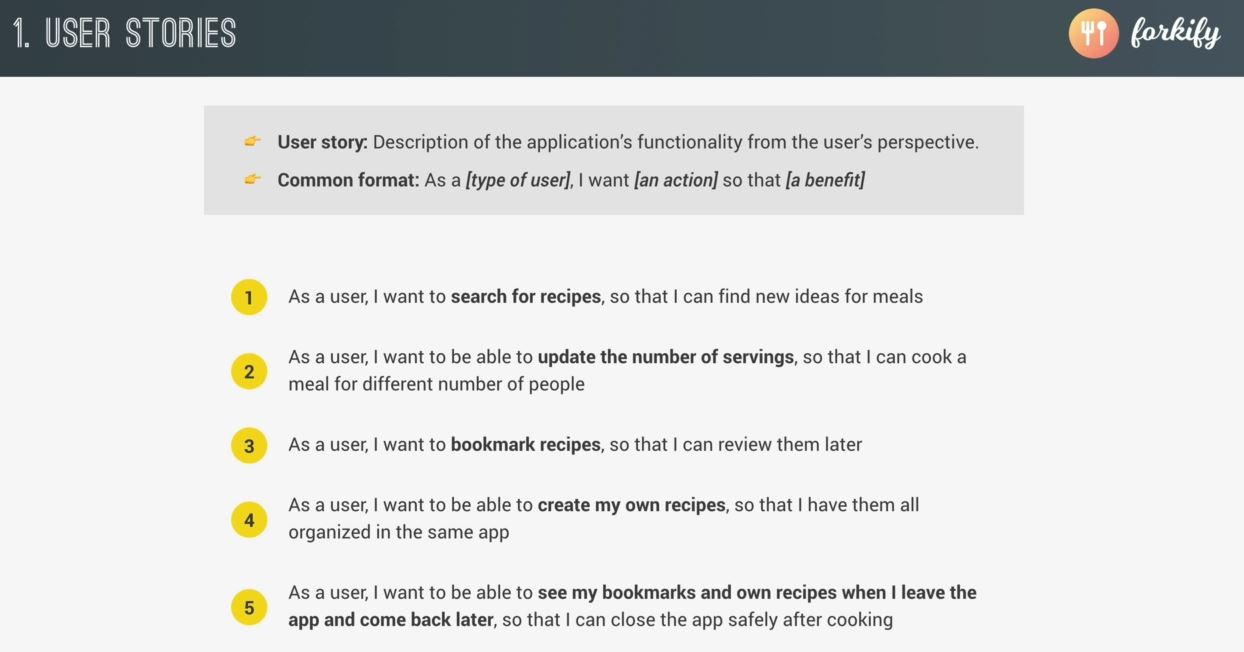 1. USER STORIES
forkify
👉 User story: Description of the application’s functionality from the user’s perspective.
👉 Common format: As a [type of user], I want [an action] so that [a benefit]
1 As a user, I want to search for recipes, so that I can find new ideas for meals
2 As a user, I want to be able to update the number of servings, so that I can cook a
meal for different number of people
3 As a user, I want to bookmark recipes, so that I can review them later
4 As a user, I want to be able to create my own recipes, so that I have them all
organized in the same app
5 As a user, I want to be able to see my bookmarks and own recipes when I leave the
app and come back later, so that I can close the app safely after cooking